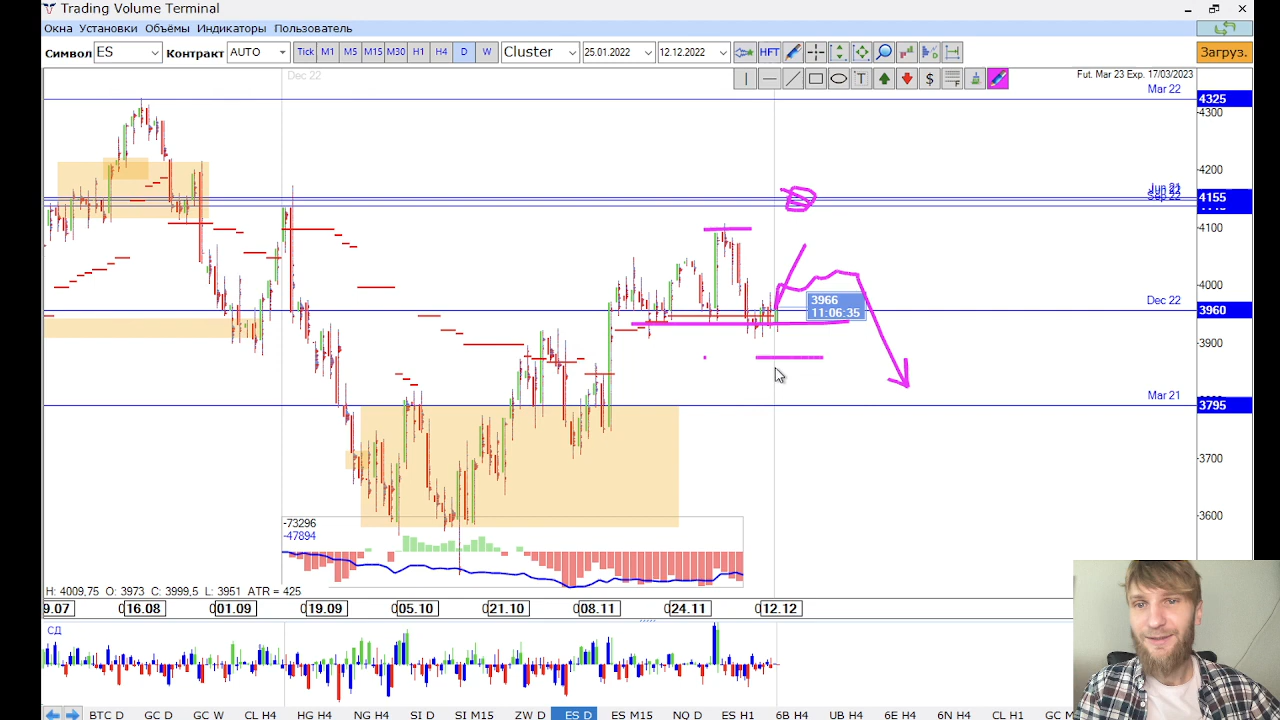 Trading Volume Terminal
Окна Установки Объёмы Индикаторы Пользователь
Символ ES Контракт AUTO Tick M1 M5 M15 M30 H1 H4 D W Cluster 25.01.2022 12.12.2022 HFT Загруз.
T $ F
Fut. Mar 23 Exp. 17/03/2023
Dec 22
Mar 22
4325
4300
4200
Sep 22
4155
4100
4000
3966
11:06:35
Dec 22
3960
3900
Mar 21
3795
3700
3600
-73296
-47894
H: 4009,75 O: 3973 C: 3999,5 L: 3951 ATR = 425
9.07 16.08 01.09 19.09 05.10 21.10 08.11 24.11 12.12
СД
BTC D GC D GC W CL H4 HG H4 NG H4 SI D SI M15 ZW D ES D ES M15 NQ D ES H1 6B H4 UB H4 6E H4 6N H4 CL H1 GC M